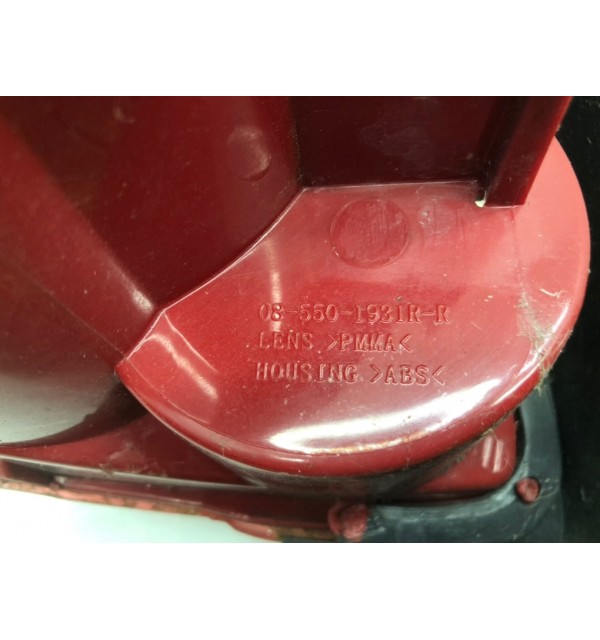 08-550-1931R-R
LENS >PMMA<
HOUSING >ABS<